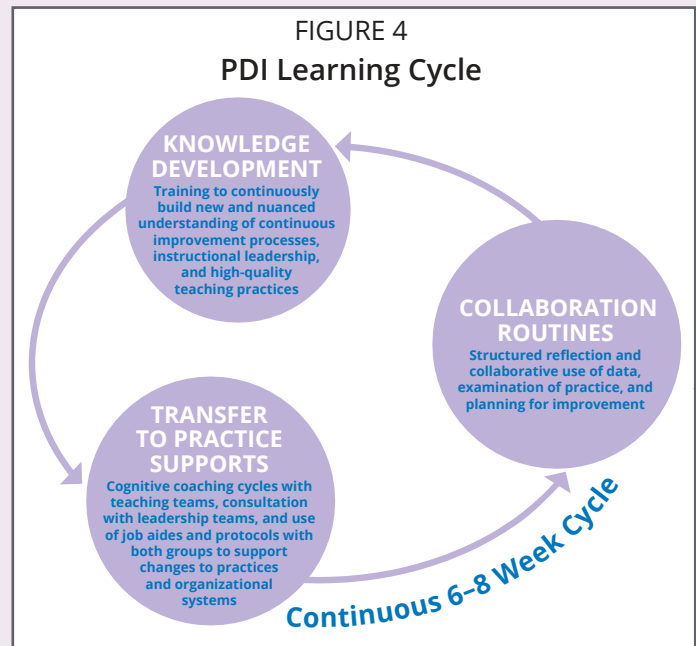 FIGURE 4
PDI Learning Cycle
KNOWLEDGE
DEVELOPMENT
Training to continuously
build new and nuanced
understanding of continuous
improvement processes,
instructional leadership,
and high-quality
teaching practices
COLLABORATION
ROUTINES
Structured reflection and
collaborative use of data,
examination of practice, and
planning for improvement
TRANSFER
TO PRACTICE
SUPPORTS
Cognitive coaching cycles with
teaching teams, consultation
with leadership teams, and use
of job aides and protocols with
both groups to support
changes to practices
and organizational
systems
Continuous 6–8 Week Cycle